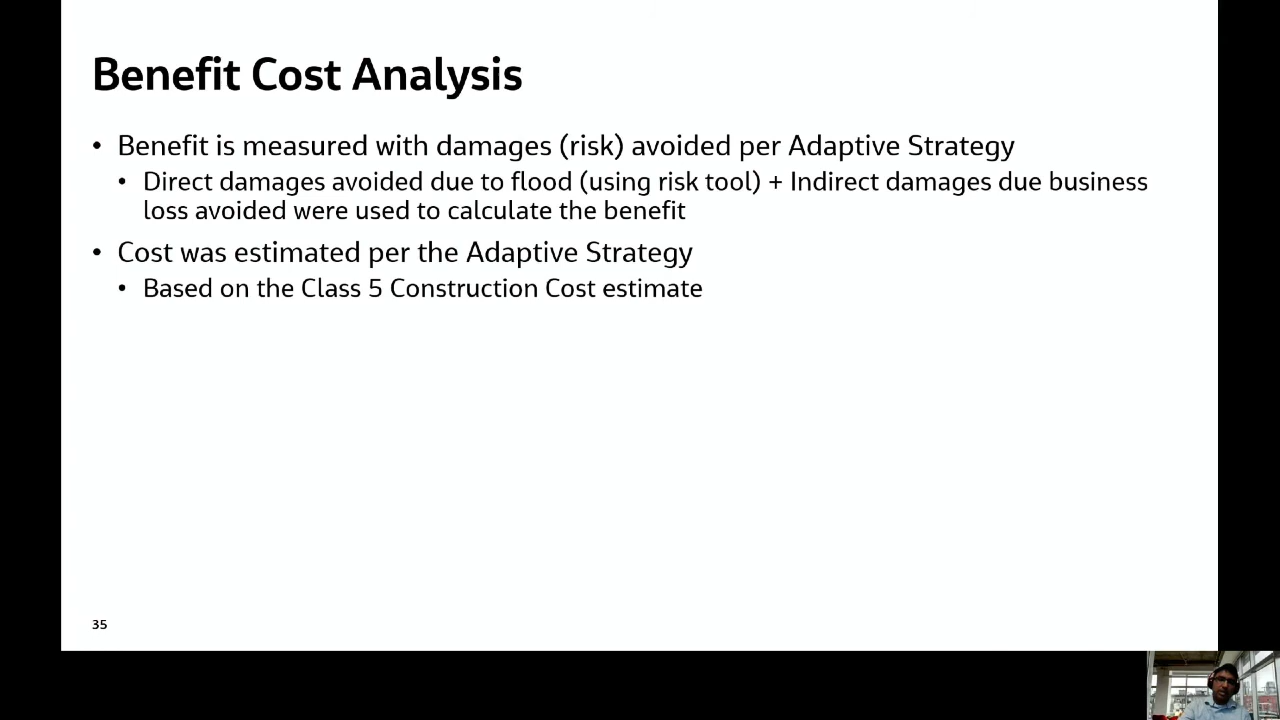 Benefit Cost Analysis
• Benefit is measured with damages (risk) avoided per Adaptive Strategy
• Direct damages avoided due to flood (using risk tool) + Indirect damages due business
loss avoided were used to calculate the benefit
• Cost was estimated per the Adaptive Strategy
• Based on the Class 5 Construction Cost estimate
35